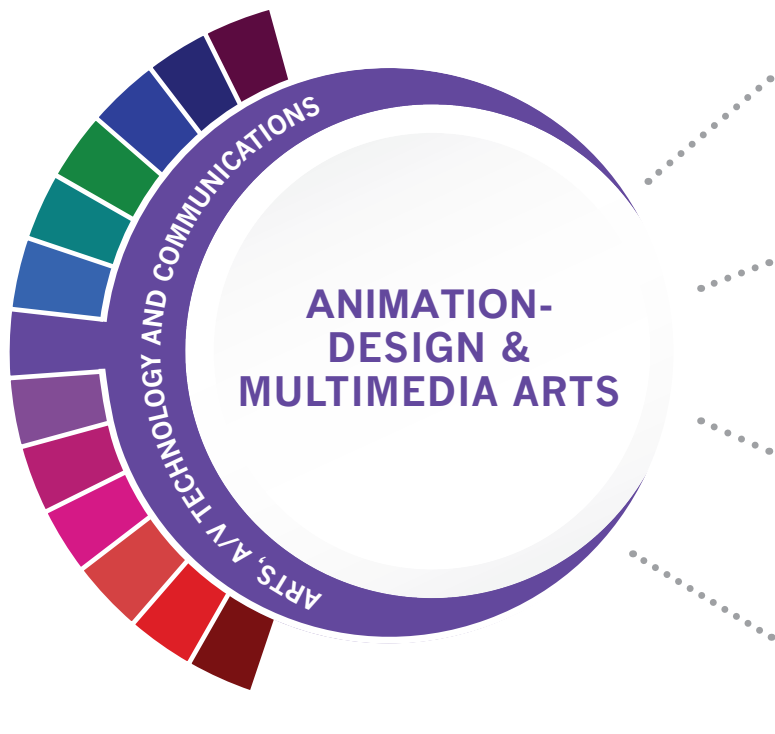 ARTS, A/V TECHNOLOGY AND COMMUNICATIONS
ANIMATION-
DESIGN &
MULTIMEDIA ARTS